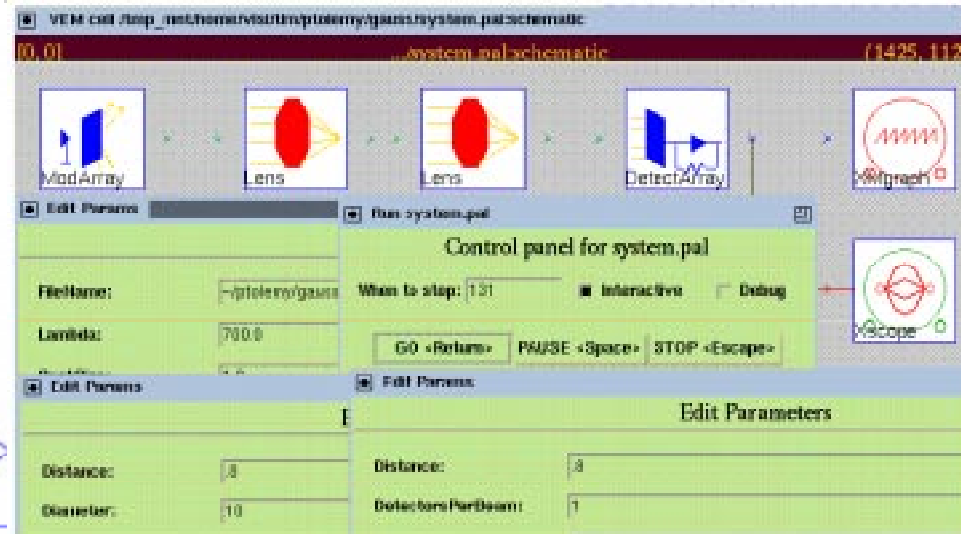 VEM cell /tmp_mnt/home/vlsi/tm/ptolemy/gauss/system.pal:schematic
[0, 0] ...system.pal:schematic (1425, 112
ModArray Lens Lens DetectArray XMgraph
Edit Params
Run system.pal
Control panel for system.pal
FileName: ~/ptolemy/gauss
When to stop: 131 Interactive Debug
Lambda: 700.0
GO <Return> PAUSE <Space> STOP <Escape>
Xscope
Edit Params
Edit Params
E
Edit Parameters
Distance: .8
Distance: .8
Diameter: 10
DetectorsPerBeam: 1